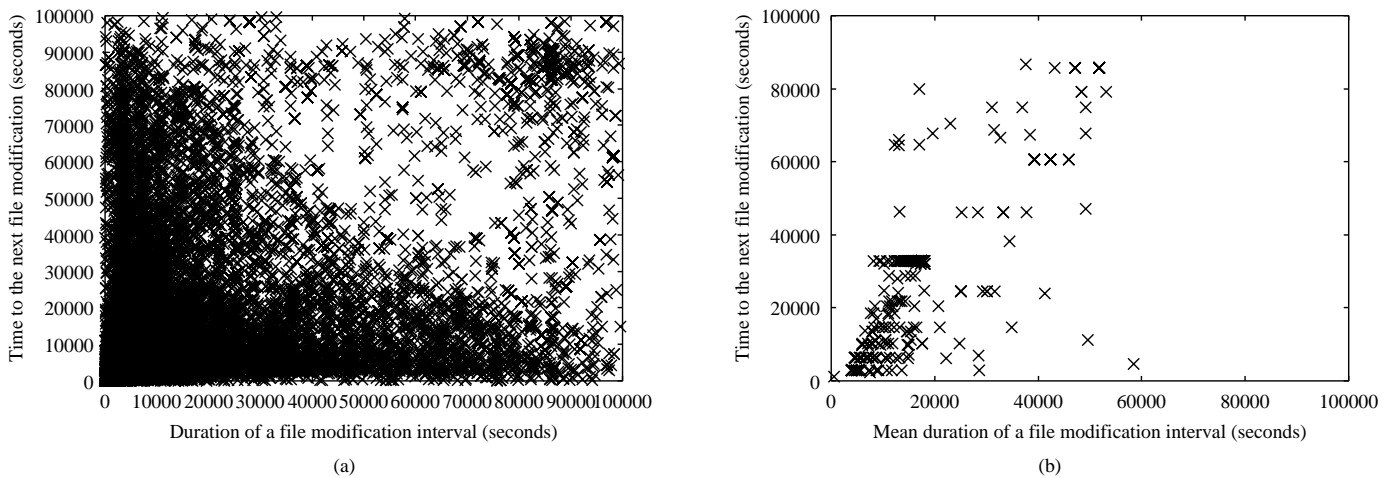 100000
90000
80000
70000
60000
50000
40000
30000
20000
10000
0
Time to the next file modification (seconds)
0 10000 20000 30000 40000 50000 60000 70000 80000 90000 100000
Duration of a file modification interval (seconds)
(a)
100000
80000
60000
40000
20000
0
Time to the next file modification (seconds)
0 20000 40000 60000 80000 100000
Mean duration of a file modification interval (seconds)
(b)